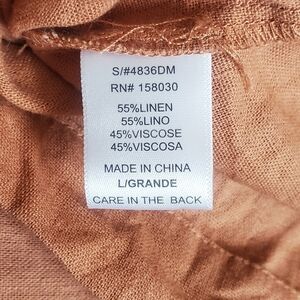 S/#4836DM
RN# 158030
55%LINEN
55%LINO
45%VISCOSE
45%VISCOSA
MADE IN CHINA
L/GRANDE
CARE IN THE BACK